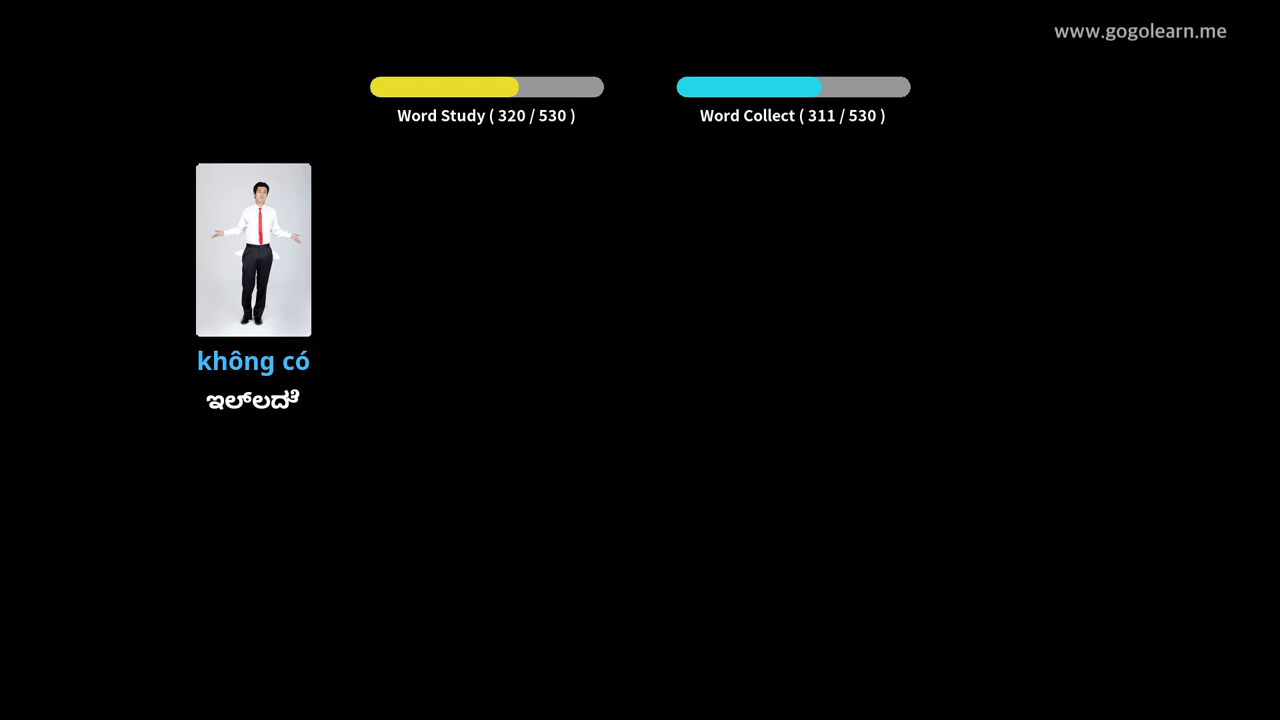 www.gogolearn.me
Word Study ( 320 / 530 )
Word Collect ( 311 / 530 )
không có
ಇಲ್ಲದೆ